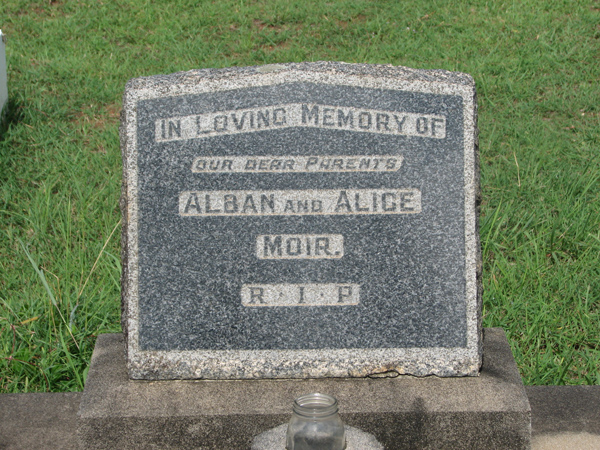 IN LOVING MEMORY OF
OUR DEAR PARENTS
ALBAN AND ALICE
MOIR.
R · I · P